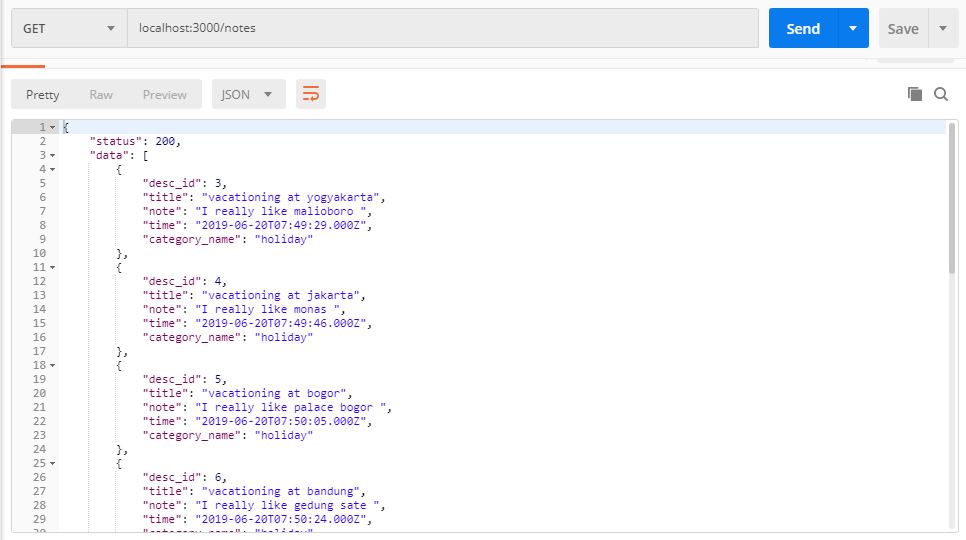 GET localhost:3000/notes Send Save
Pretty Raw Preview JSON
1 {
2 "status": 200,
3 "data": [
4 {
5 "desc_id": 3,
6 "title": "vacationing at yogyakarta",
7 "note": "I really like malioboro ",
8 "time": "2019-06-20T07:49:29.000Z",
9 "category_name": "holiday"
10 },
11 {
12 "desc_id": 4,
13 "title": "vacationing at jakarta",
14 "note": "I really like monas ",
15 "time": "2019-06-20T07:49:46.000Z",
16 "category_name": "holiday"
17 },
18 {
19 "desc_id": 5,
20 "title": "vacationing at bogor",
21 "note": "I really like palace bogor ",
22 "time": "2019-06-20T07:50:05.000Z",
23 "category_name": "holiday"
24 },
25 {
26 "desc_id": 6,
27 "title": "vacationing at bandung",
28 "note": "I really like gedung sate ",
29 "time": "2019-06-20T07:50:24.000Z",